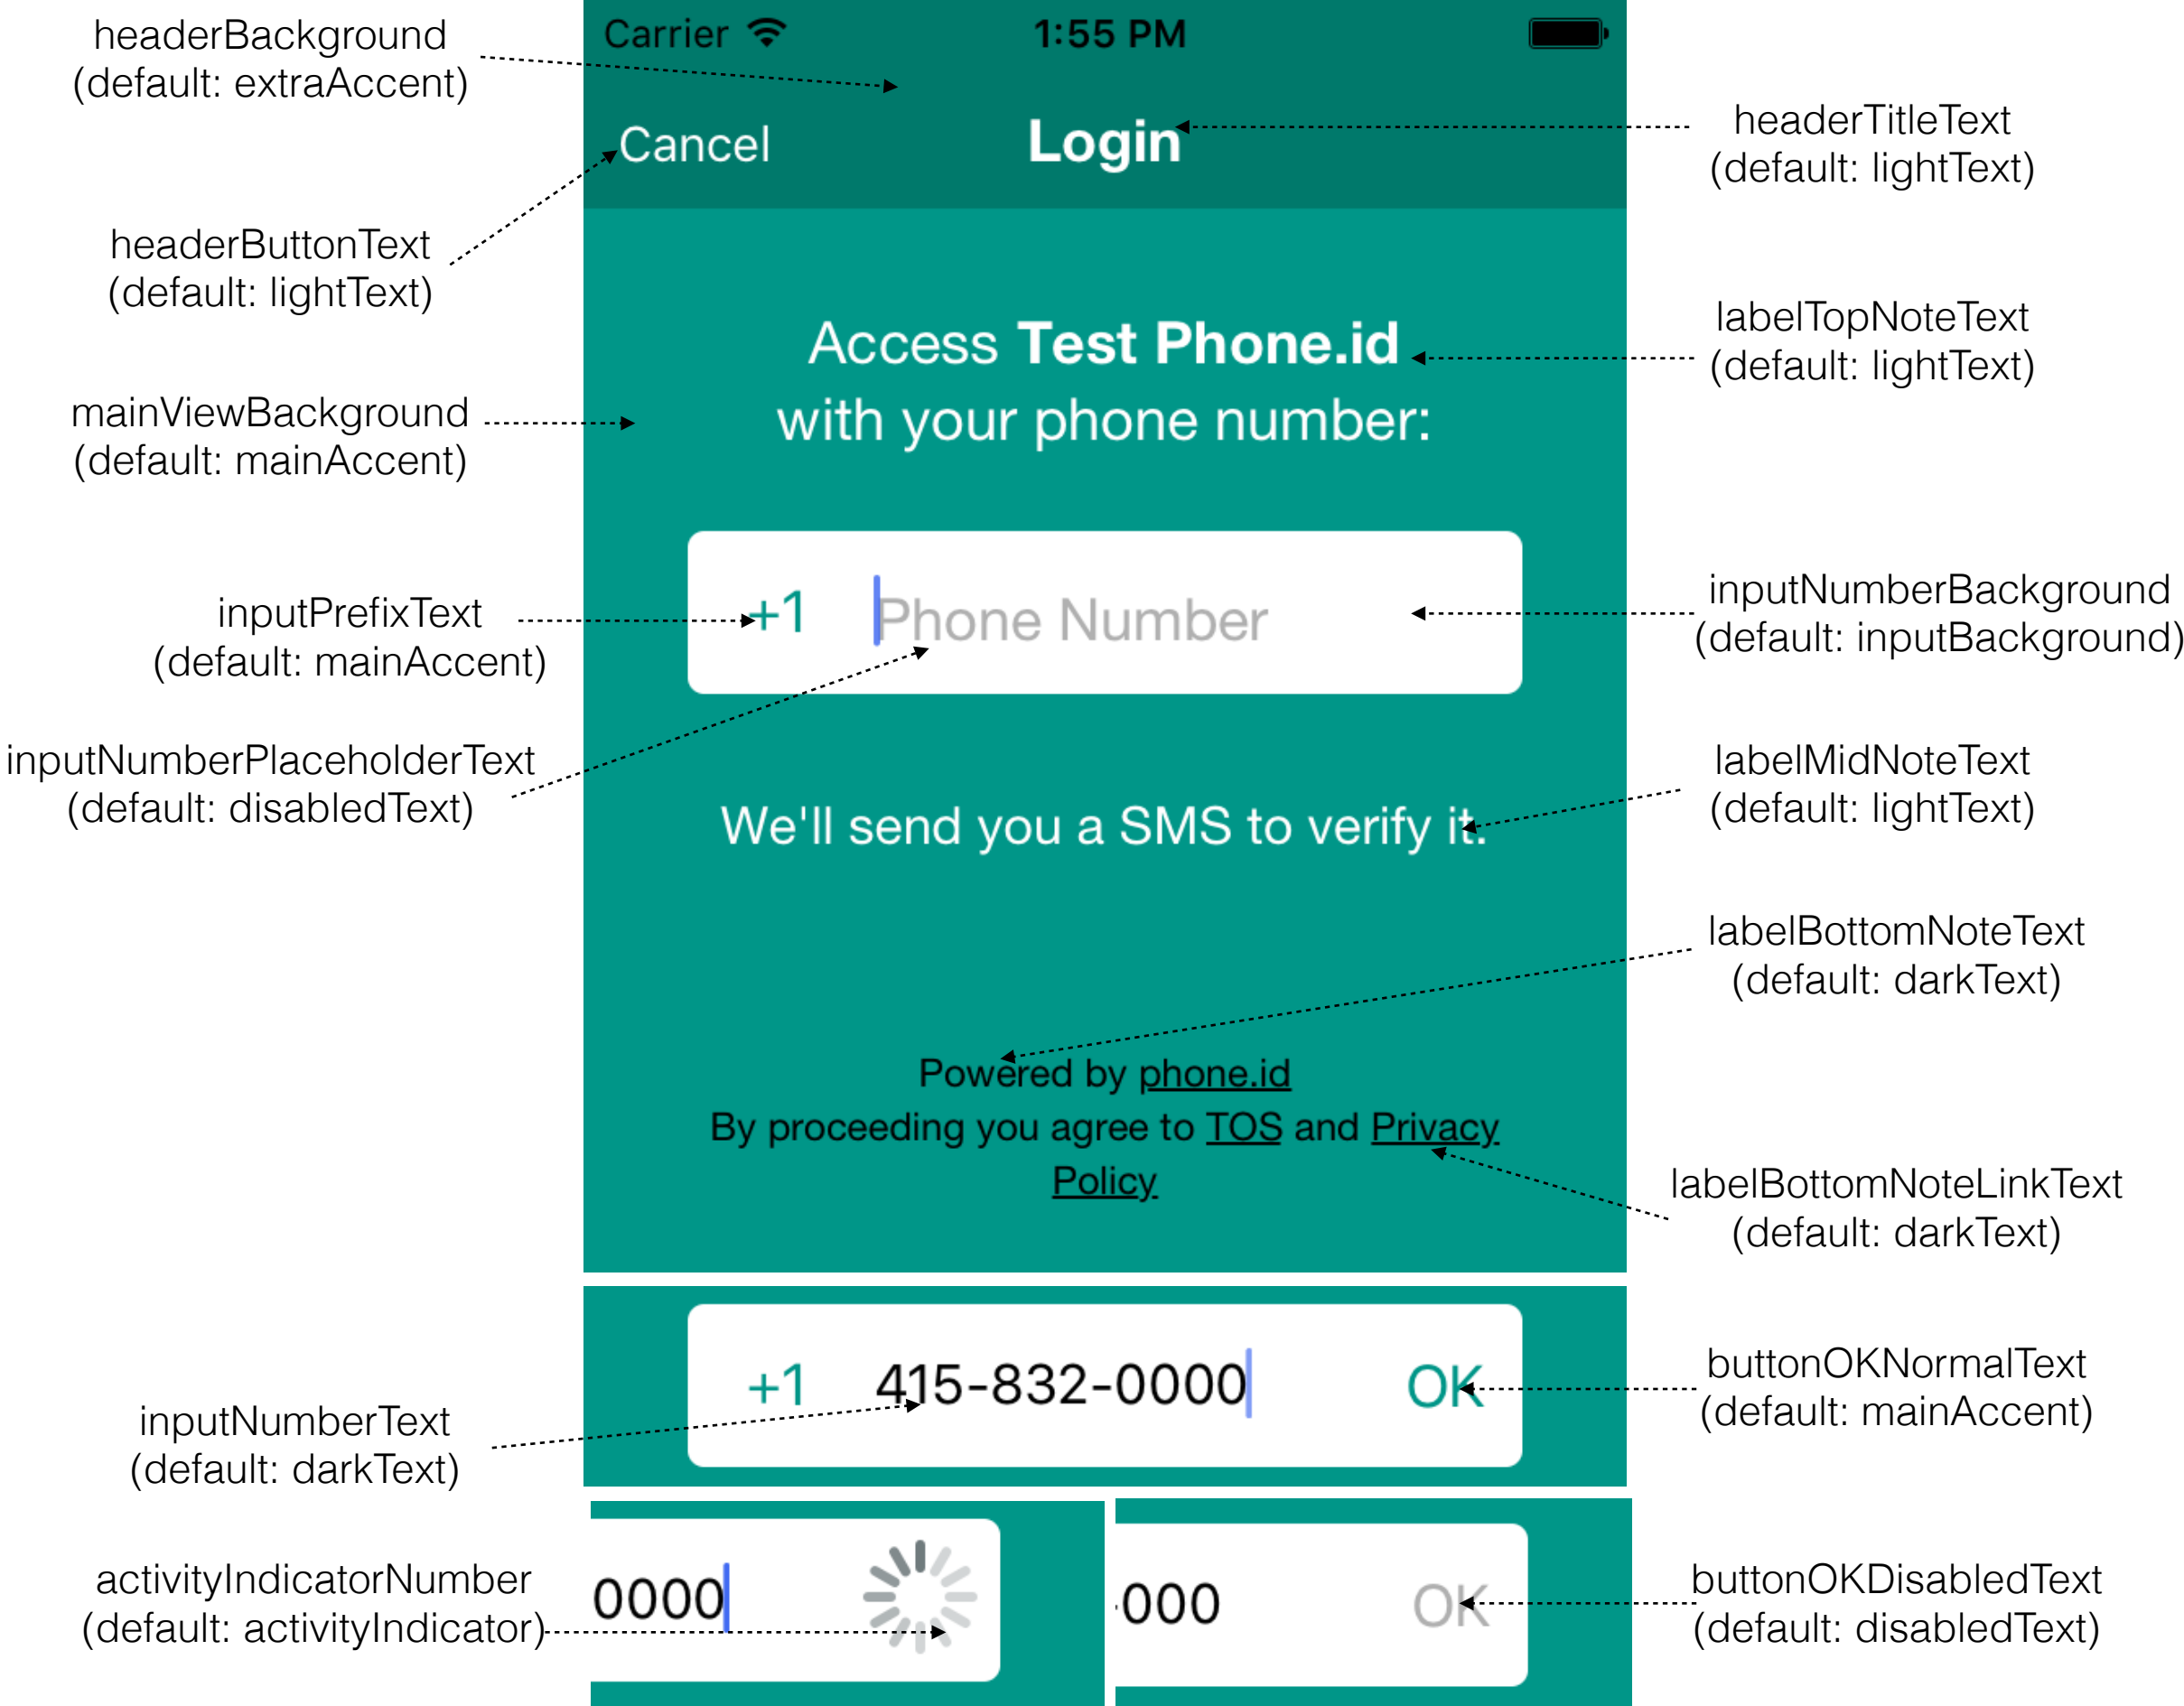 headerBackground
(default: extraAccent)
headerButtonText
(default: lightText)
mainViewBackground
(default: mainAccent)
inputPrefixText
(default: mainAccent)
inputNumberPlaceholderText
(default: disabledText)
inputNumberText
(default: darkText)
activityIndicatorNumber
(default: activityIndicator)
Carrier 1:55 PM
Cancel Login
Access Test Phone.id
with your phone number:
+1 Phone Number
We'll send you a SMS to verify it.
Powered by phone.id
By proceeding you agree to TOS and Privacy
Policy
+1 415-832-0000 OK
0000
-000 OK
headerTitleText
(default: lightText)
labelTopNoteText
(default: lightText)
inputNumberBackground
(default: inputBackground)
labelMidNoteText
(default: lightText)
labelBottomNoteText
(default: darkText)
labelBottomNoteLinkText
(default: darkText)
buttonOKNormalText
(default: mainAccent)
buttonOKDisabledText
(default: disabledText)